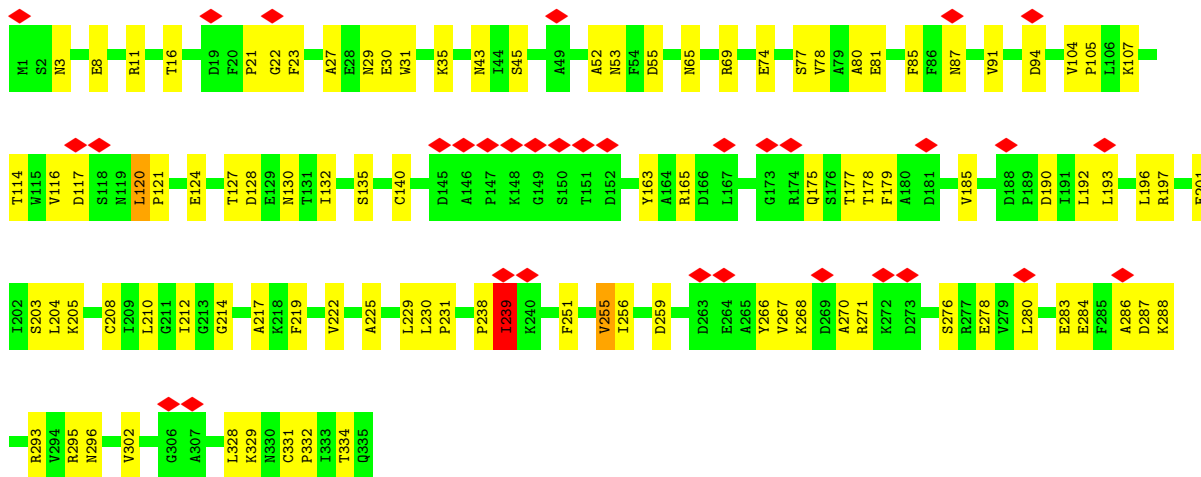 M1 S2 N3 E8 R11 T16 D19 F20 P21 G22 F23 A27 E28 N29 E30 W31 K35 N43 I44 S45 A49 A52 N53 F54 D55 N65 R69 E74 S77 V78 A79 A80 E81 F85 F86 N87 V91 D94 V104 P105 L106 K107
T114 W115 V116 D117 S118 N119 L120 P121 E124 T127 D128 E129 N130 T131 I132 S135 C140 D145 A146 P147 K148 G149 S150 T151 D152 Y163 A164 R165 D166 L167 G173 R174 Q175 S176 T177 T178 F179 A180 D181 V185 D188 P189 D190 I191 L192 L193 L196 R197 E201
I202 S203 L204 K205 C208 I209 L210 G211 I212 G213 G214 A217 K218 F219 V222 A225 L229 L230 P231 P238 I239 K240 F251 V255 I256 D259 D263 E264 A265 Y266 V267 K268 D269 A270 R271 K272 D273 S276 R277 E278 V279 L280 E283 E284 F285 A286 D287 K288
R293 V294 R295 N296 V302 G306 A307 L328 K329 N330 C331 P332 I333 T334 Q335